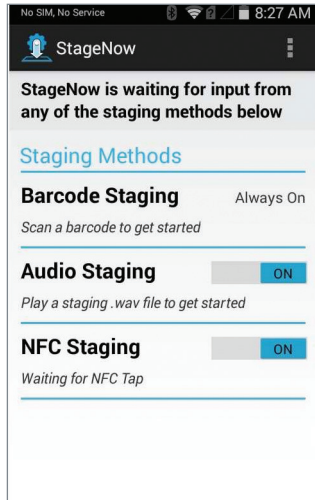 No SIM, No Service 8:27 AM
StageNow
StageNow is waiting for input from
any of the staging methods below
Staging Methods
Barcode Staging Always On
Scan a barcode to get started
Audio Staging ON
Play a staging .wav file to get started
NFC Staging ON
Waiting for NFC Tap